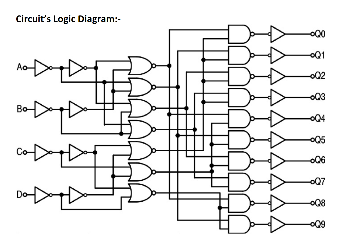 Circuit's Logic Diagram:-
A
B
C
D
Q0
Q1
Q2
Q3
Q4
Q5
Q6
Q7
Q8
Q9